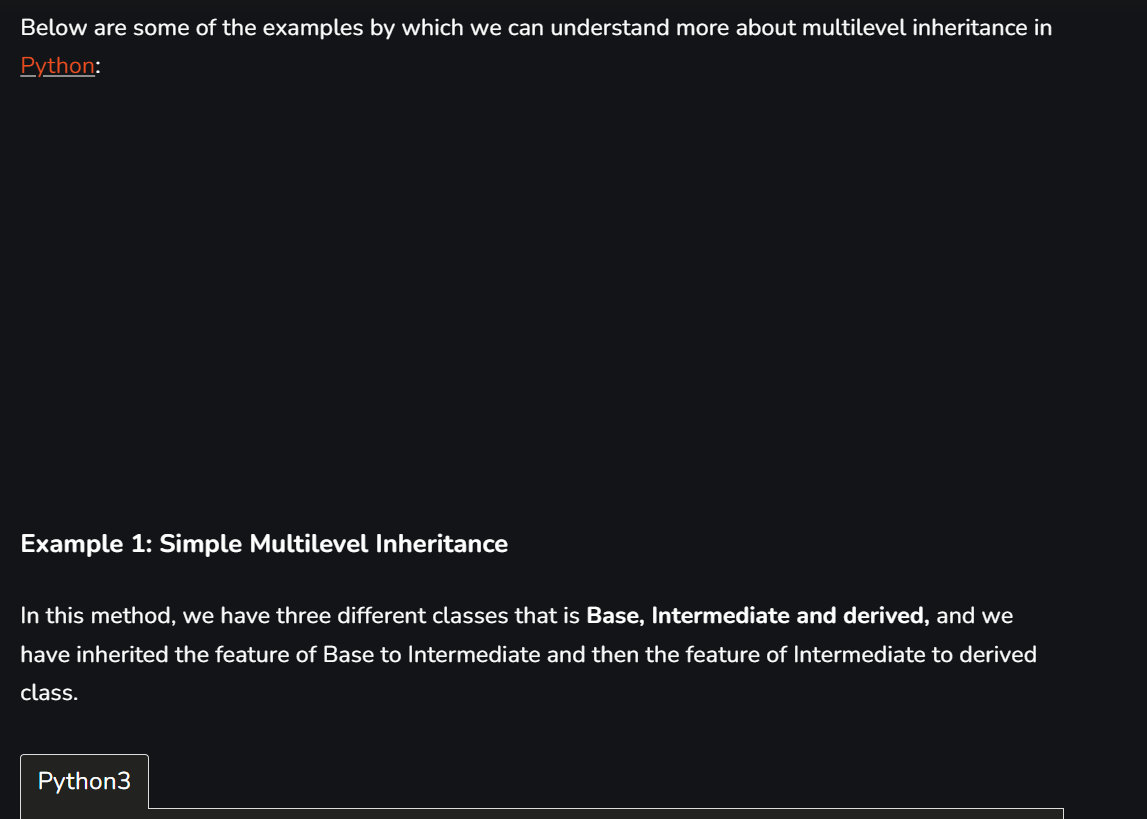 Below are some of the examples by which we can understand more about multilevel inheritance in
Python:
Example 1: Simple Multilevel Inheritance
In this method, we have three different classes that is Base, Intermediate and derived, and we
have inherited the feature of Base to Intermediate and then the feature of Intermediate to derived
class.
Python3